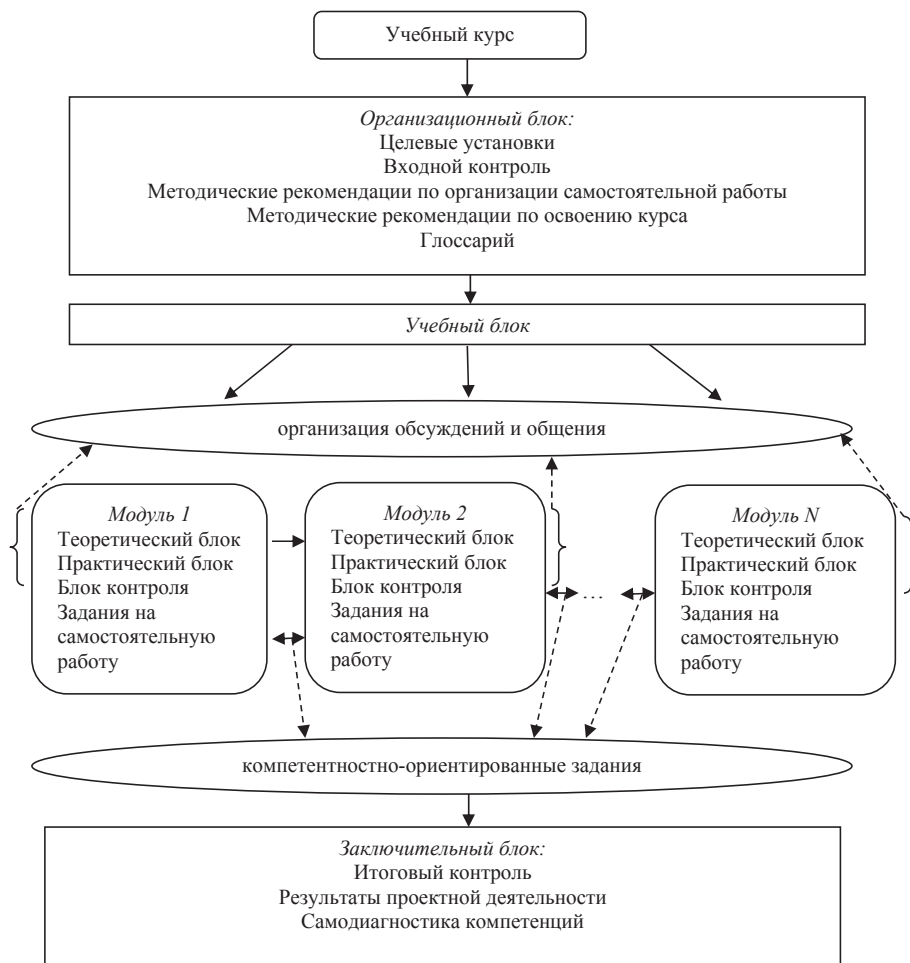 Учебный курс
Организационный блок:
Целевые установки
Входной контроль
Методические рекомендации по организации самостоятельной работы
Методические рекомендации по освоению курса
Глоссарий
Учебный блок
организация обсуждений и общения
Модуль 1
Теоретический блок
Практический блок
Блок контроля
Задания на
самостоятельную
работу
Модуль 2
Теоретический блок
Практический блок
Блок контроля
Задания на
самостоятельную
работу
…
Модуль N
Теоретический блок
Практический блок
Блок контроля
Задания на
самостоятельную
работу
компетентностно-ориентированные задания
Заключительный блок:
Итоговый контроль
Результаты проектной деятельности
Самодиагностика компетенций